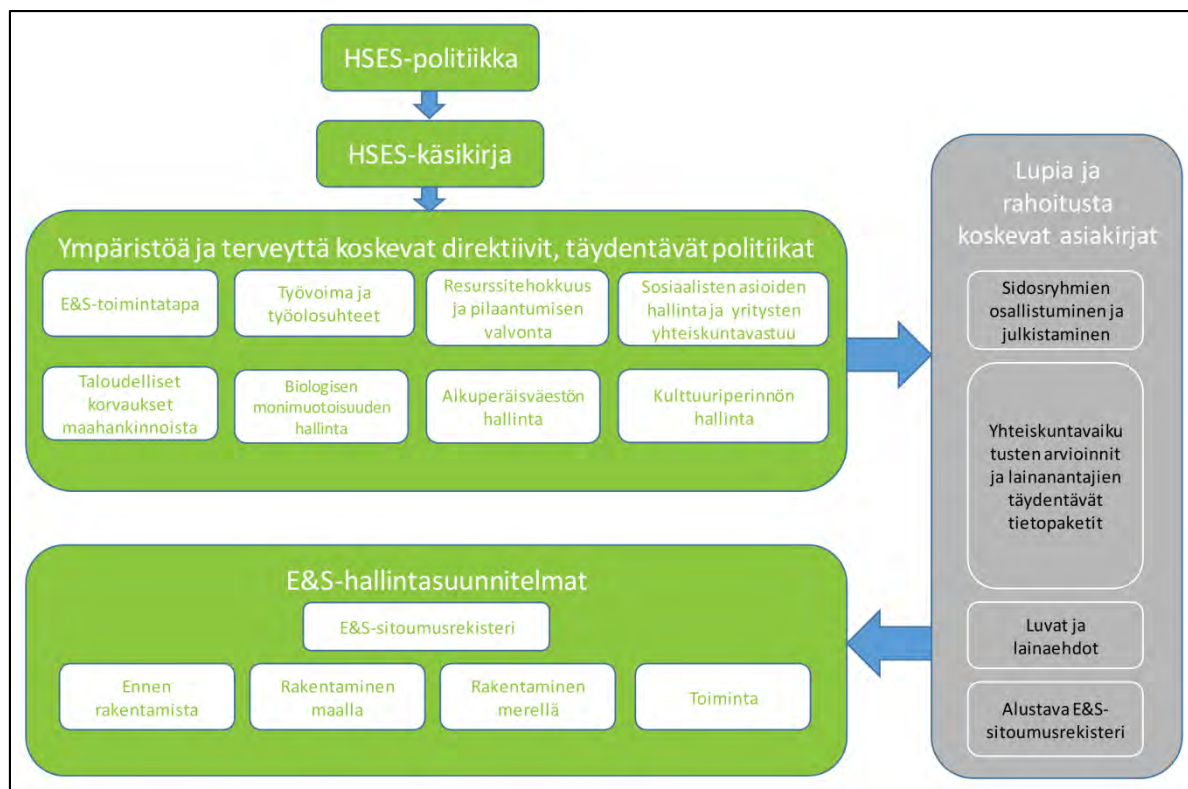 HSES-politiikka
HSES-käsikirja
Ympäristöä ja terveyttä koskevat direktiivit, täydentävät politiikat
E&S-toimintatapa
Työvoima ja
työolosuhteet
Resurssitehokkuus
ja pilaantumisen
valvonta
Sosiaalisten asioiden
hallinta ja yritysten
yhteiskuntavastuu
Taloudelliset
korvaukset
maahankinnoista
Biologisen
monimuotoisuuden
hallinta
Alkuperäisväestön
hallinta
Kulttuuriperinnön
hallinta
Lupia ja
rahoitusta
koskevat asiakirjat
Sidosryhmien
osallistuminen ja
julkistaminen
Yhteiskuntavaiku
tusten arvioinnit
ja lainanantajien
täydentävät
tietopaketit
Luvat ja
lainaehdot
Alustava E&S-
sitoumusrekisteri
E&S-hallintasuunnitelmat
E&S-sitoumusrekisteri
Ennen
rakentamista
Rakentaminen
maalla
Rakentaminen
merellä
Toiminta